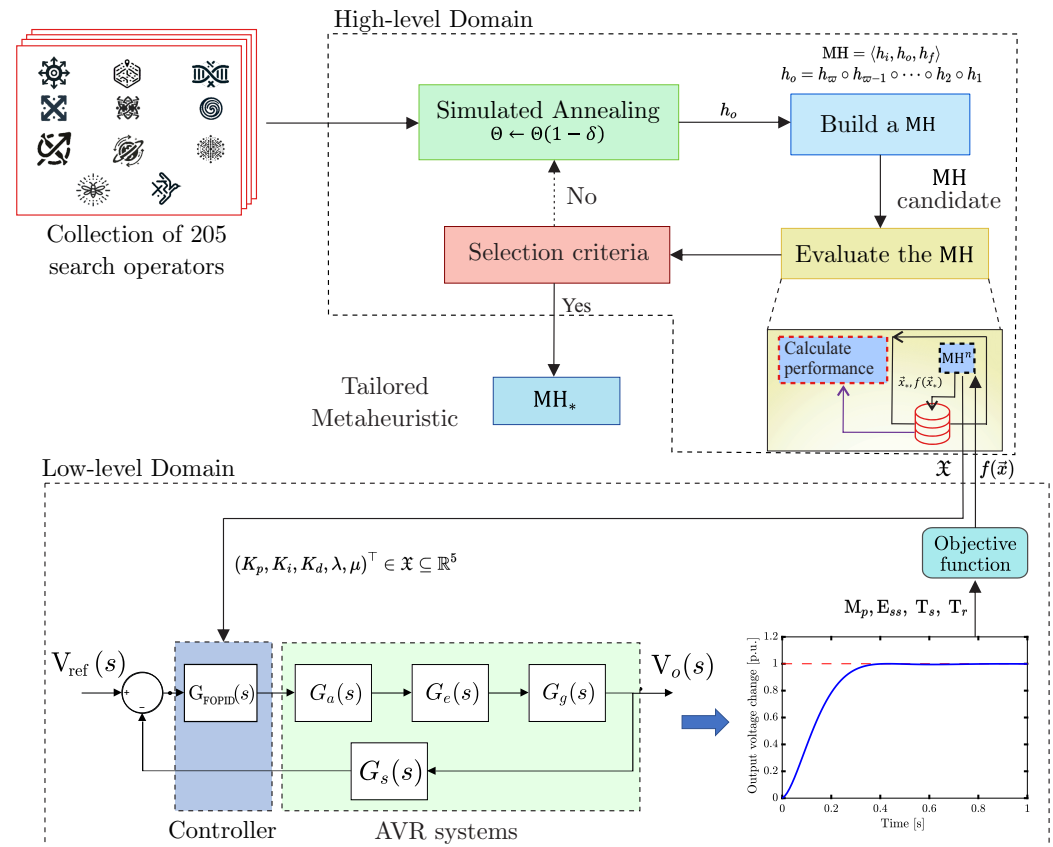 High-level Domain
MH = ⟨h_i, h_o, h_f⟩
h_o = h_ϖ ∘ h_ϖ−1 ∘ ⋯ ∘ h_2 ∘ h_1
Simulated Annealing
Θ ← Θ(1 − δ)
h_o
Build a MH
MH
candidate
No
Collection of 205
search operators
Selection criteria
Evaluate the MH
Yes
Tailored
Metaheuristic
MH_*
Calculate
performance
MH^n
x⃗_*, f(x⃗_*)
𝔛
f(x⃗)
Low-level Domain
(K_p, K_i, K_d, λ, μ)^⊤ ∈ 𝔛 ⊆ ℝ^5
Objective
function
M_p, E_ss, T_s, T_r
V_ref (s)
+
−
G_FOPID(s)
G_a(s)
G_e(s)
G_g(s)
V_o(s)
G_s(s)
Controller
AVR systems
Output voltage change [p.u.]
1.2
1
0.8
0.6
0.4
0.2
0
0
0.2
0.4
0.6
0.8
1
Time [s]